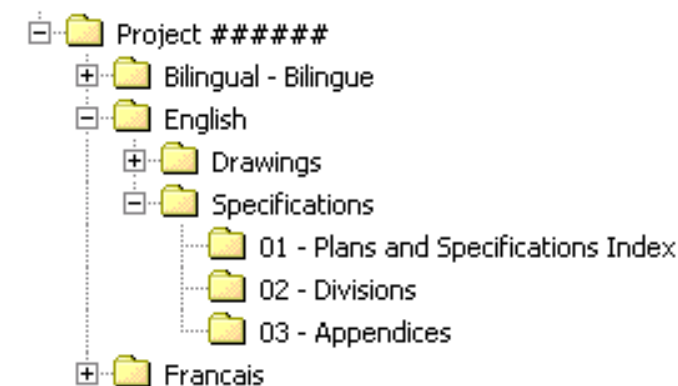 Project ######
Bilingual - Bilingue
English
Drawings
Specifications
01 - Plans and Specifications Index
02 - Divisions
03 - Appendices
Francais